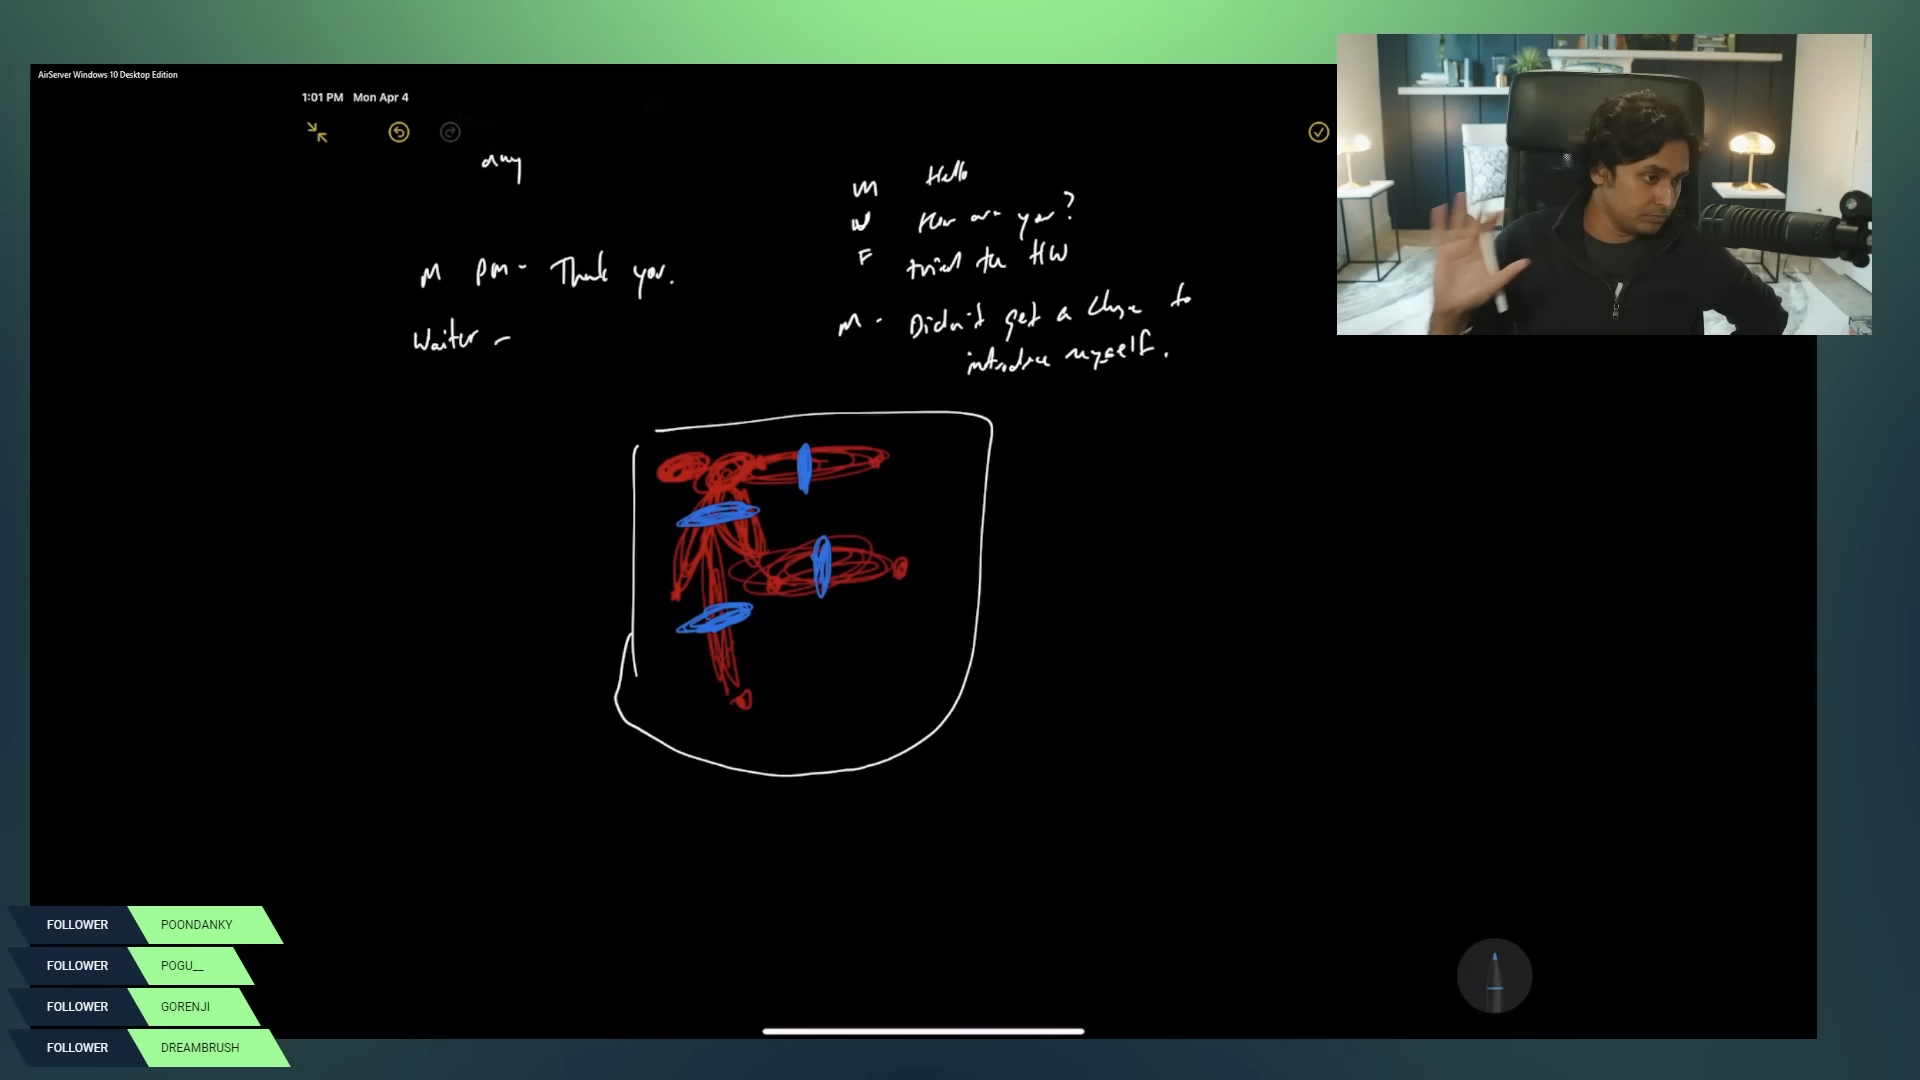 AirServer Windows 10 Desktop Edition
1:01 PM Mon Apr 4
any
M Hello
W How are you?
F tried the HW
M - Didn't get a chance to
introduce myself.
M PM - Thank you.
Waiter -
FOLLOWER POONDANKY
FOLLOWER POGU__
FOLLOWER GORENJI
FOLLOWER DREAMBRUSH